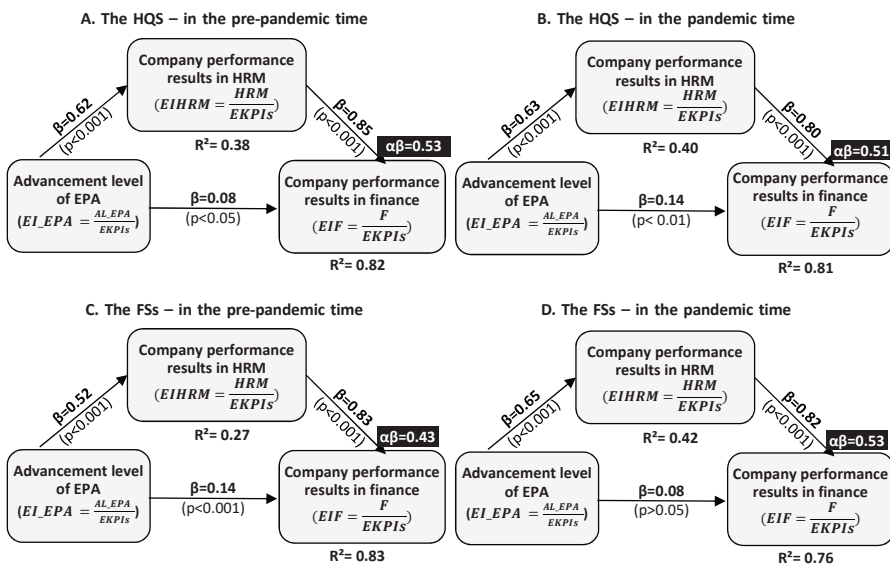 A. The HQS – in the pre-pandemic time
Company performance
results in HRM
(EIHRM = HRM/EKPIs)
R²= 0.38
β=0.62
(p<0.001)
β=0.85
(p<0.001)
αβ=0.53
Advancement level
of EPA
(EI_EPA = AL_EPA/EKPIs)
β=0.08
(p<0.05)
Company performance
results in finance
(EIF = F/EKPIs)
R²= 0.82
B. The HQS – in the pandemic time
Company performance
results in HRM
(EIHRM = HRM/EKPIs)
R²= 0.40
β=0.63
(p<0.001)
β=0.80
(p<0.001)
αβ=0.51
Advancement level
of EPA
(EI_EPA = AL_EPA/EKPIs)
β=0.14
(p< 0.01)
Company performance
results in finance
(EIF = F/EKPIs)
R²= 0.81
C. The FSs – in the pre-pandemic time
Company performance
results in HRM
(EIHRM = HRM/EKPIs)
R²= 0.27
β=0.52
(p<0.001)
β=0.83
(p<0.001)
αβ=0.43
Advancement level
of EPA
(EI_EPA = AL_EPA/EKPIs)
β=0.14
(p<0.001)
Company performance
results in finance
(EIF = F/EKPIs)
R²= 0.83
D. The FSs – in the pandemic time
Company performance
results in HRM
(EIHRM = HRM/EKPIs)
R²= 0.42
β=0.65
(p<0.001)
β=0.82
(p<0.001)
αβ=0.53
Advancement level
of EPA
(EI_EPA = AL_EPA/EKPIs)
β=0.08
(p>0.05)
Company performance
results in finance
(EIF = F/EKPIs)
R²= 0.76